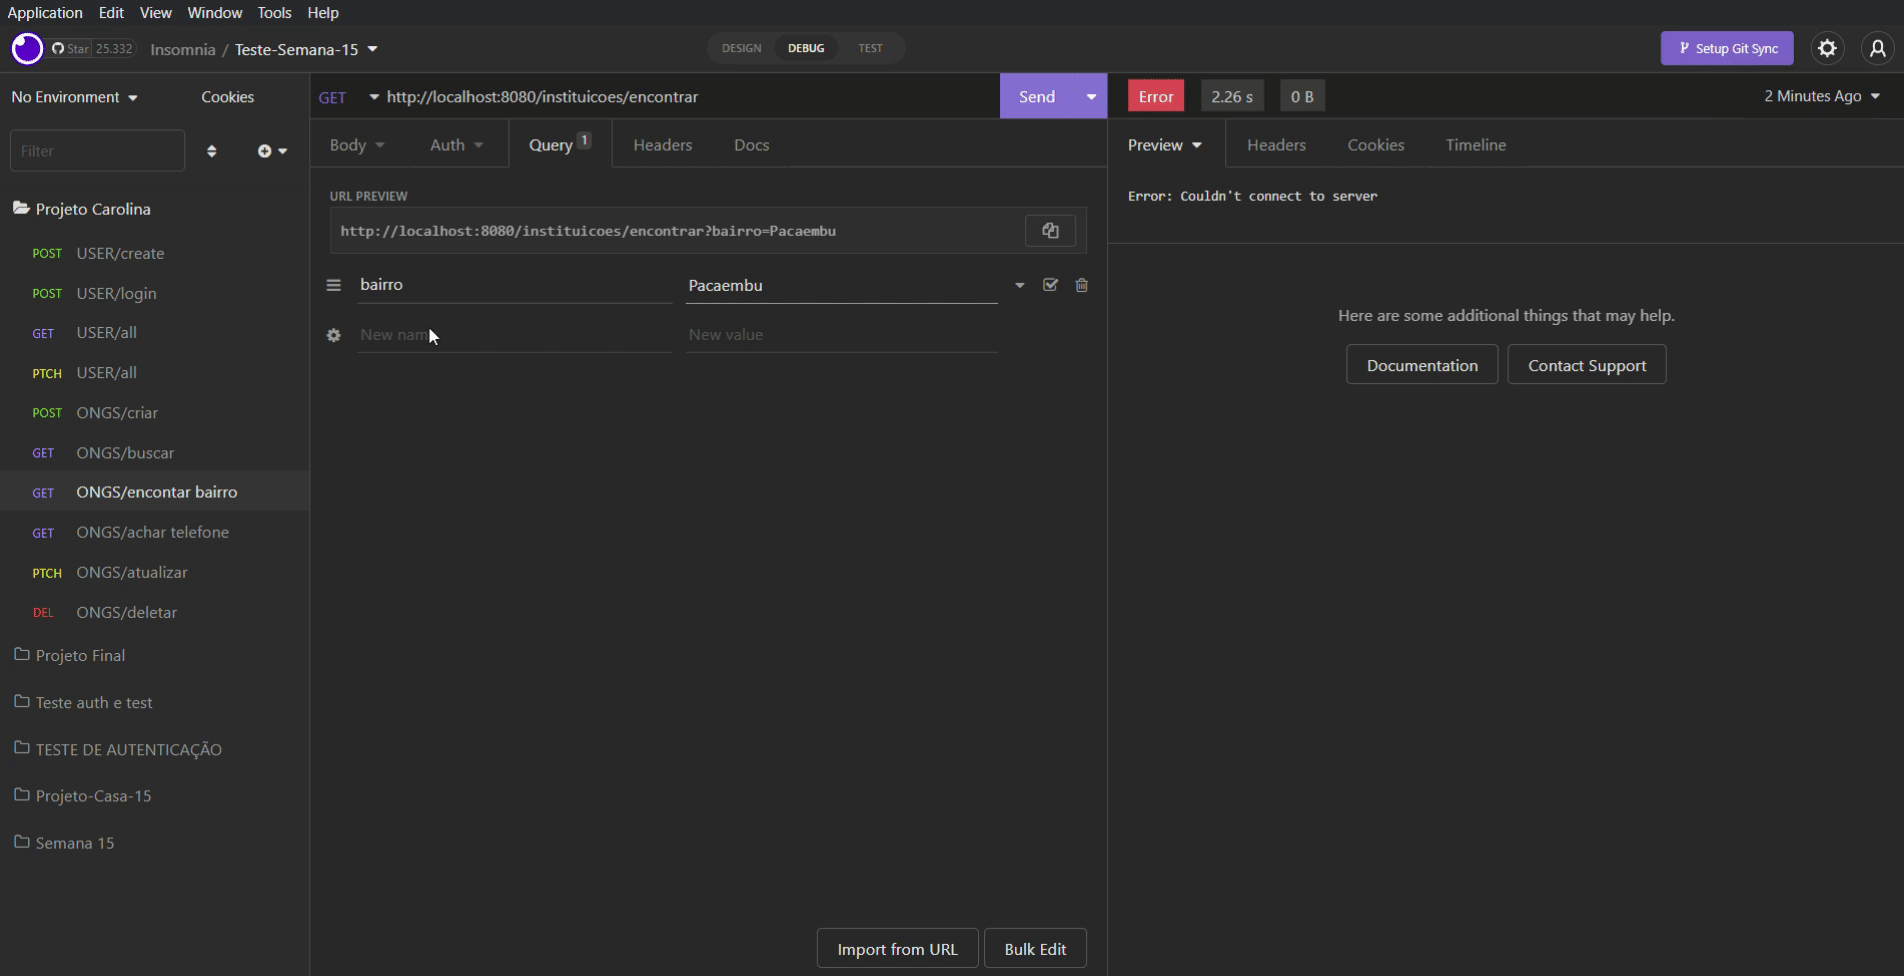 Application Edit View Window Tools Help
Star 25.332 Insomnia / Teste-Semana-15
DESIGN DEBUG TEST
Setup Git Sync
No Environment Cookies
GET http://localhost:8080/instituicoes/encontrar Send
Error 2.26 s 0 B 2 Minutes Ago
Filter
Body Auth Query 1 Headers Docs
Preview Headers Cookies Timeline
URL PREVIEW
http://localhost:8080/instituicoes/encontrar?bairro=Pacaembu
Error: Couldn't connect to server
bairro Pacaembu
New name New value
Here are some additional things that may help.
Documentation Contact Support
Projeto Carolina
POST USER/create
POST USER/login
GET USER/all
PTCH USER/all
POST ONGS/criar
GET ONGS/buscar
GET ONGS/encontar bairro
GET ONGS/achar telefone
PTCH ONGS/atualizar
DEL ONGS/deletar
Projeto Final
Teste auth e test
TESTE DE AUTENTICAÇÃO
Projeto-Casa-15
Semana 15
Import from URL Bulk Edit